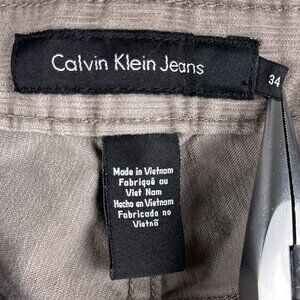 Calvin Klein Jeans
34
Made in Vietnam
Fabriqué au
Viet Nam
Hecho en Vietnam
Fabricado no
Vietnã